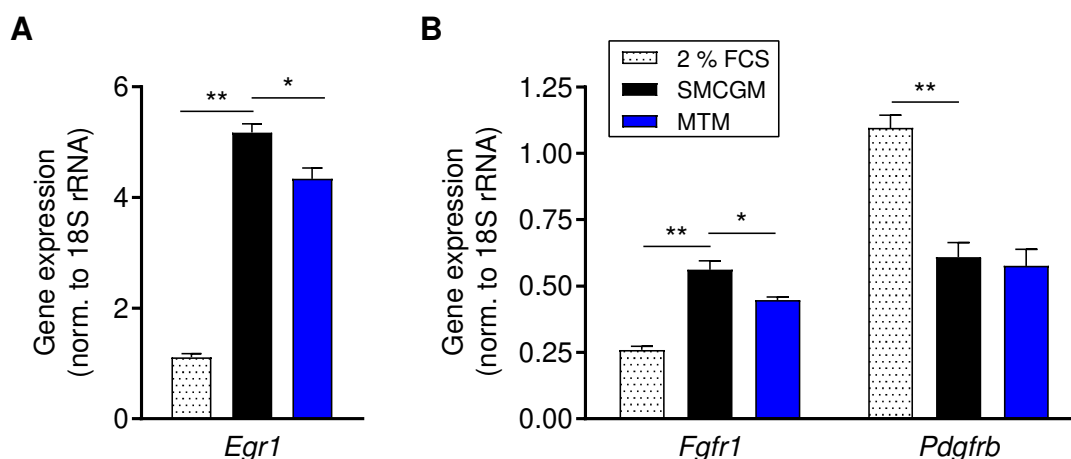 A
Gene expression
(norm. to 18S rRNA)
6
4
2
0
**
*
Egr1
B
2 % FCS
SMCGM
MTM
Gene expression
(norm. to 18S rRNA)
1.25
1.00
0.75
0.50
0.25
0.00
**
*
**
Fgfr1
Pdgfrb